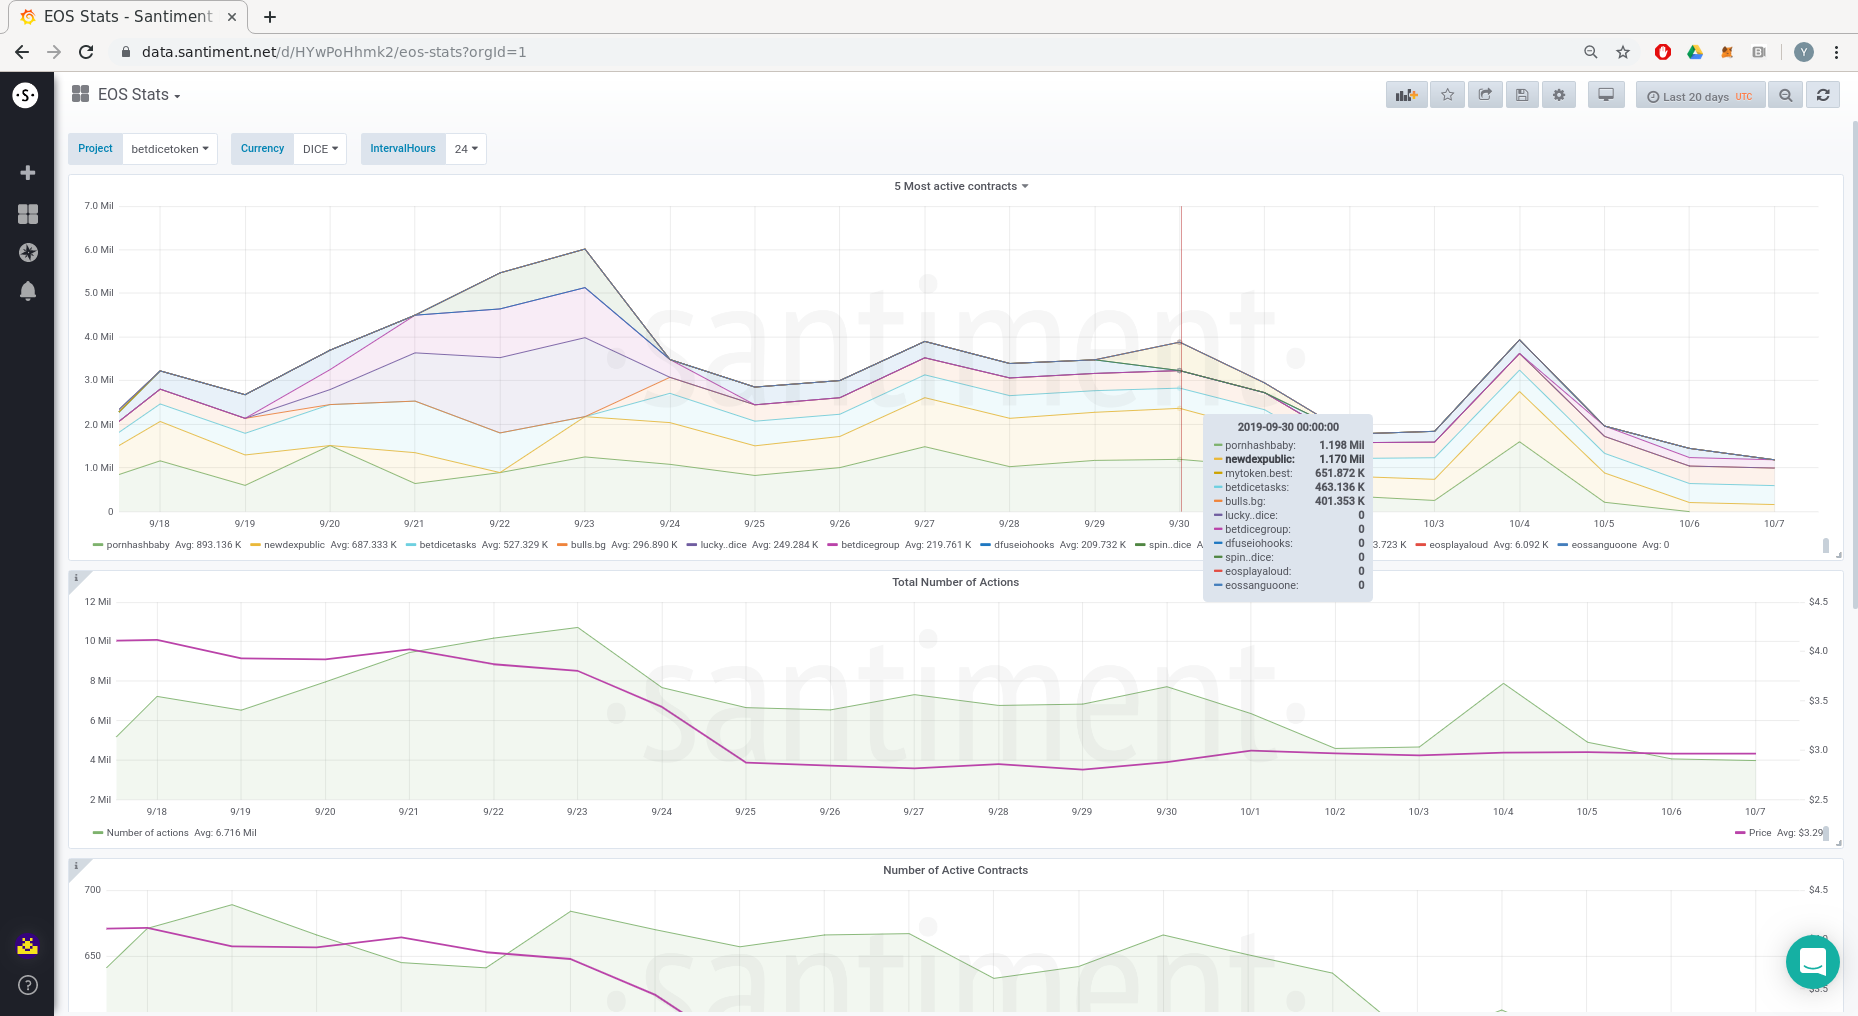 EOS Stats - Santiment
data.santiment.net/d/HYwPoHhmk2/eos-stats?orgId=1
Y
·S·
EOS Stats
Last 20 days UTC
Project betdicetoken Currency DICE IntervalHours 24
5 Most active contracts
7.0 Mil
6.0 Mil
5.0 Mil
4.0 Mil
3.0 Mil
2.0 Mil
1.0 Mil
0
santiment
9/18 9/19 9/20 9/21 9/22 9/23 9/24 9/25 9/26 9/27 9/28 9/29 9/30 10/3 10/4 10/5 10/6 10/7
pornhashbaby Avg: 893.136 K newdexpublic Avg: 687.333 K betdicetasks Avg: 527.329 K bulls.bg Avg: 296.890 K lucky..dice Avg: 249.284 K betdicegroup Avg: 219.761 K dfuseiohooks Avg: 209.732 K spin..dice 3.723 K eosplayaloud Avg: 6.092 K eossanguoone Avg: 0
2019-09-30 00:00:00
pornhashbaby: 1.198 Mil
newdexpublic: 1.170 Mil
mytoken.best: 651.872 K
betdicetasks: 463.136 K
bulls.bg: 401.353 K
lucky..dice: 0
betdicegroup: 0
dfuseiohooks: 0
spin..dice: 0
eosplayaloud: 0
eossanguoone: 0
i
Total Number of Actions
12 Mil
10 Mil
8 Mil
6 Mil
4 Mil
2 Mil
$4.5
$4.0
$3.5
$3.0
$2.5
santiment
9/18 9/19 9/20 9/21 9/22 9/23 9/24 9/25 9/26 9/27 9/28 9/29 9/30 10/1 10/2 10/3 10/4 10/5 10/6 10/7
Number of actions Avg: 6.716 Mil Price Avg: $3.29
i
Number of Active Contracts
700
650
$4.5
santiment
?